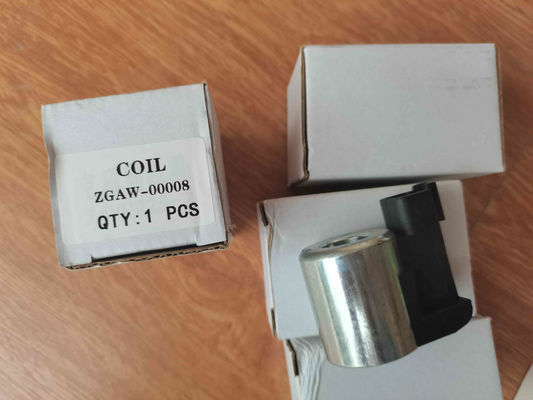 COIL
ZGAW-00008
QTY:1 PCS